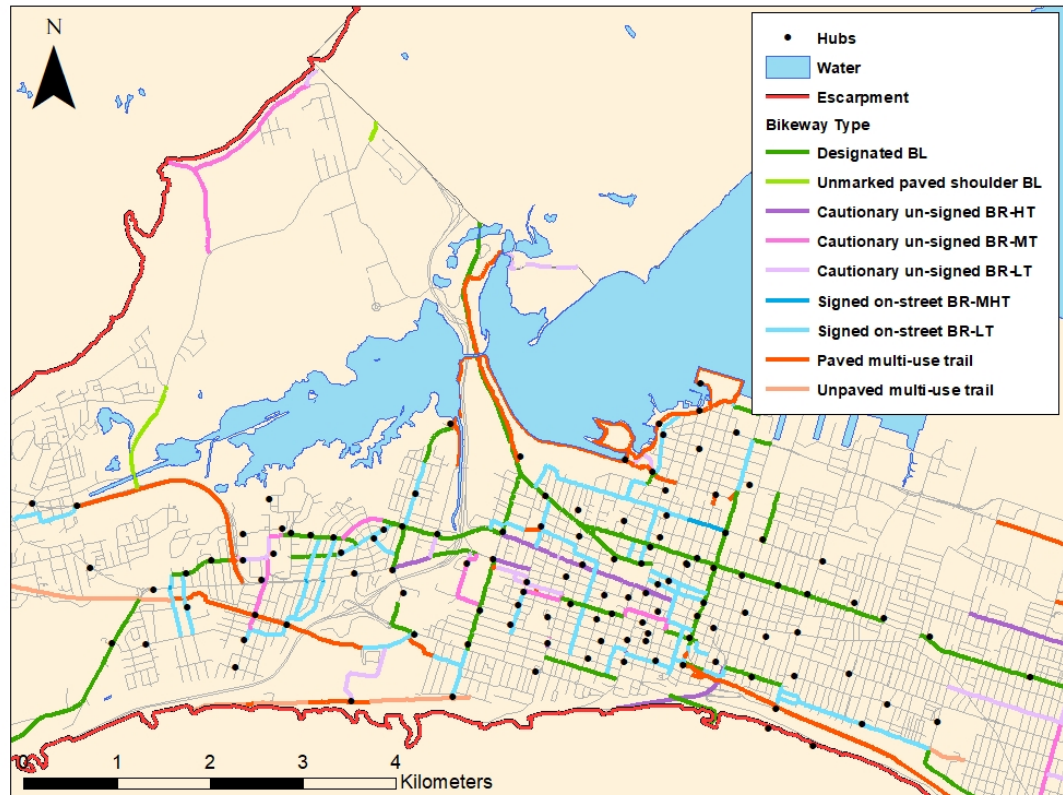 N
Hubs
Water
Escarpment
Bikeway Type
Designated BL
Unmarked paved shoulder BL
Cautionary un-signed BR-HT
Cautionary un-signed BR-MT
Cautionary un-signed BR-LT
Signed on-street BR-MHT
Signed on-street BR-LT
Paved multi-use trail
Unpaved multi-use trail
0 1 2 3 4
Kilometers